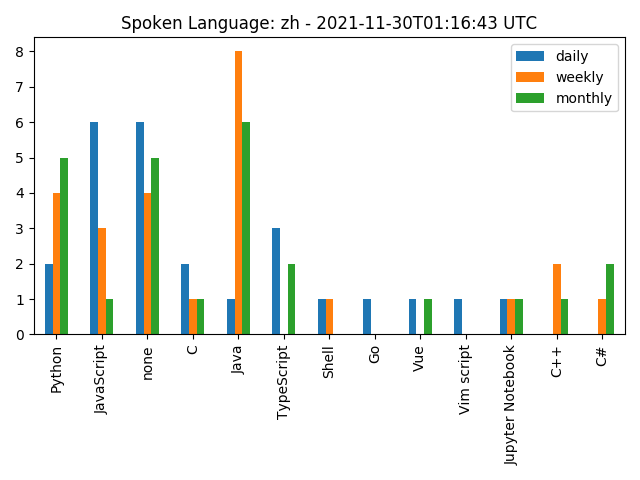 Spoken Language: zh - 2021-11-30T01:16:43 UTC
daily
weekly
monthly
8
7
6
5
4
3
2
1
0
Python
JavaScript
none
C
Java
TypeScript
Shell
Go
Vue
Vim script
Jupyter Notebook
C++
C#